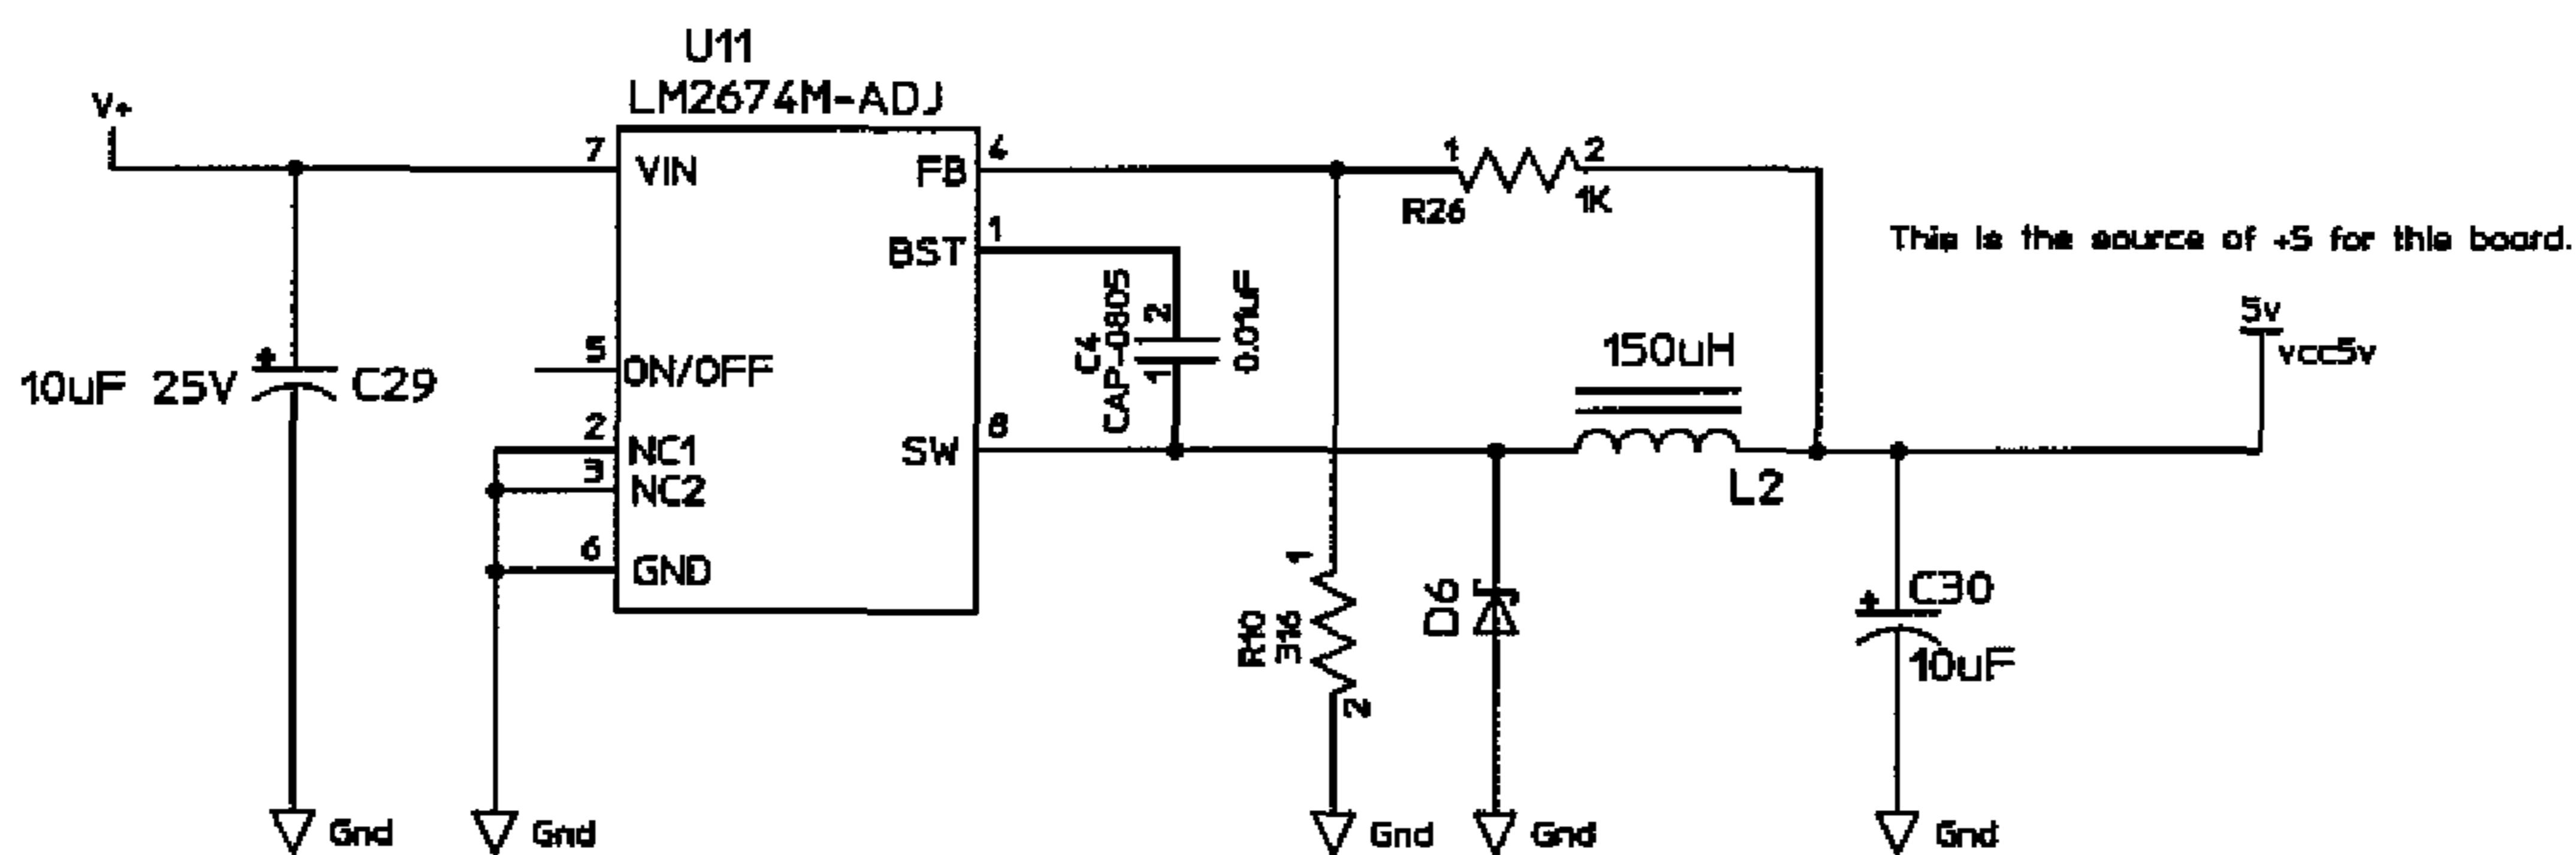 U11
LM2674M-ADJ
V+
7
VIN
FB
4
1
2
R26
1K
BST
1
This is the source of +5 for this board.
5v
vcc5v
C4
CAP-0805
2
1
0.01uF
150uH
L2
10uF 25V
+
C29
5
ON/OFF
2
NC1
3
NC2
SW
8
6
GND
1
R10
316
2
D6
+
C30
10uF
Gnd
Gnd
Gnd
Gnd
Gnd